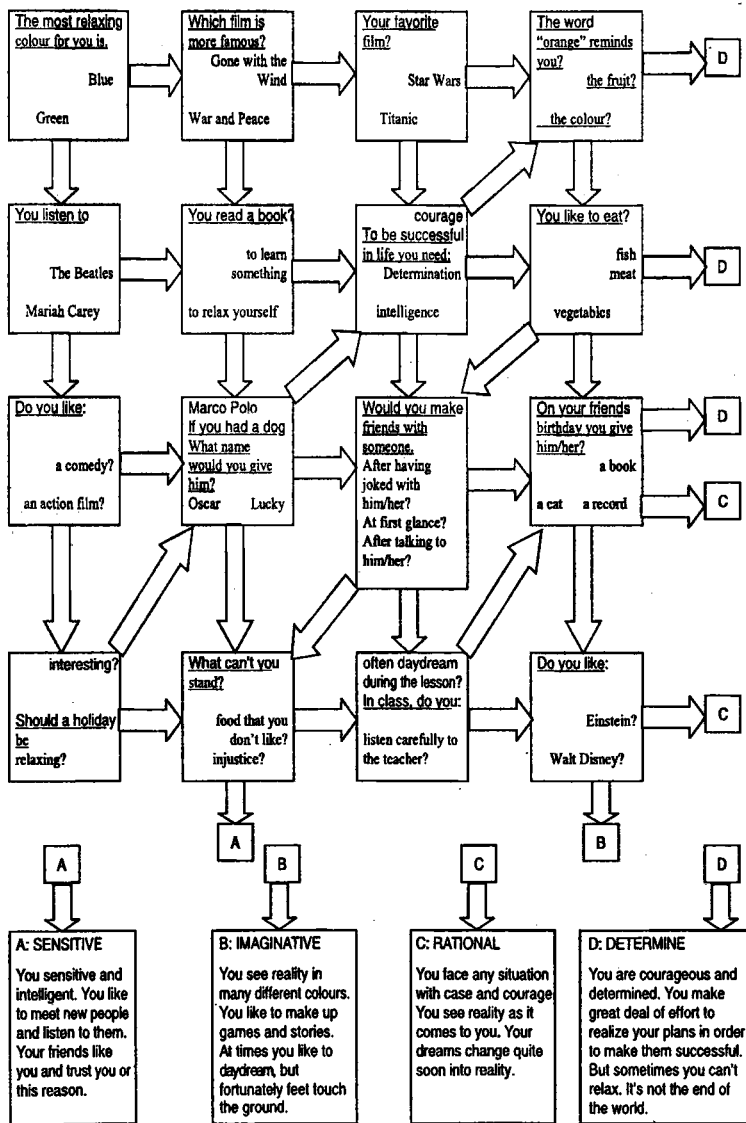 The most relaxing
colour for you is.
Blue
Green
Which film is
more famous?
Gone with the
Wind
War and Peace
Your favorite
film?
Star Wars
Titanic
The word
"orange" reminds
you?
the fruit?
the colour?
D
You listen to
The Beatles
Mariah Carey
You read a book?
to learn
something
to relax yourself
courage
To be successful
in life you need:
Determination
intelligence
You like to eat?
fish
meat
vegetables
D
Do you like:
a comedy?
an action film?
Marco Polo
If you had a dog
What name
would you give
him?
Oscar Lucky
Would you make
friends with
someone.
After having
joked with
him/her?
At first glance?
After talking to
him/her?
On your friends
birthday you give
him/her?
a book
a cat a record
D
C
interesting?
Should a holiday
be
relaxing?
What can't you
stand?
food that you
don't like?
injustice?
often daydream
during the lesson?
In class, do you:
listen carefully to
the teacher?
Do you like:
Einstein?
Walt Disney?
C
A
B
A
B
C
D
A: SENSITIVE
You sensitive and
intelligent. You like
to meet new people
and listen to them.
Your friends like
you and trust you or
this reason.
B: IMAGINATIVE
You see reality in
many different colours.
You like to make up
games and stories.
At times you like to
daydream, but
fortunately feet touch
the ground.
C: RATIONAL
You face any situation
with case and courage
You see reality as it
comes to you. Your
dreams change quite
soon into reality.
D: DETERMINE
You are courageous and
determined. You make
great deal of effort to
realize your plans in order
to make them successful.
But sometimes you can't
relax. It's not the end of
the world.